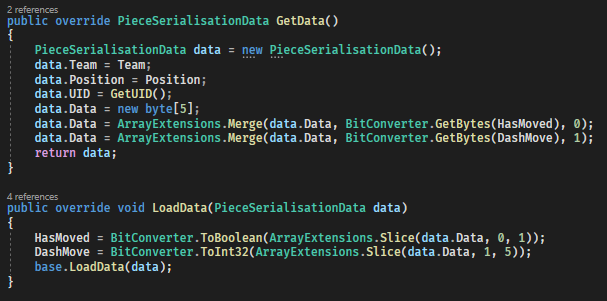 2 references
public override PieceSerialisationData GetData()
{
PieceSerialisationData data = new PieceSerialisationData();
data.Team = Team;
data.Position = Position;
data.UID = GetUID();
data.Data = new byte[5];
data.Data = ArrayExtensions.Merge(data.Data, BitConverter.GetBytes(HasMoved), 0);
data.Data = ArrayExtensions.Merge(data.Data, BitConverter.GetBytes(DashMove), 1);
return data;
}
4 references
public override void LoadData(PieceSerialisationData data)
{
HasMoved = BitConverter.ToBoolean(ArrayExtensions.Slice(data.Data, 0, 1));
DashMove = BitConverter.ToInt32(ArrayExtensions.Slice(data.Data, 1, 5));
base.LoadData(data);
}